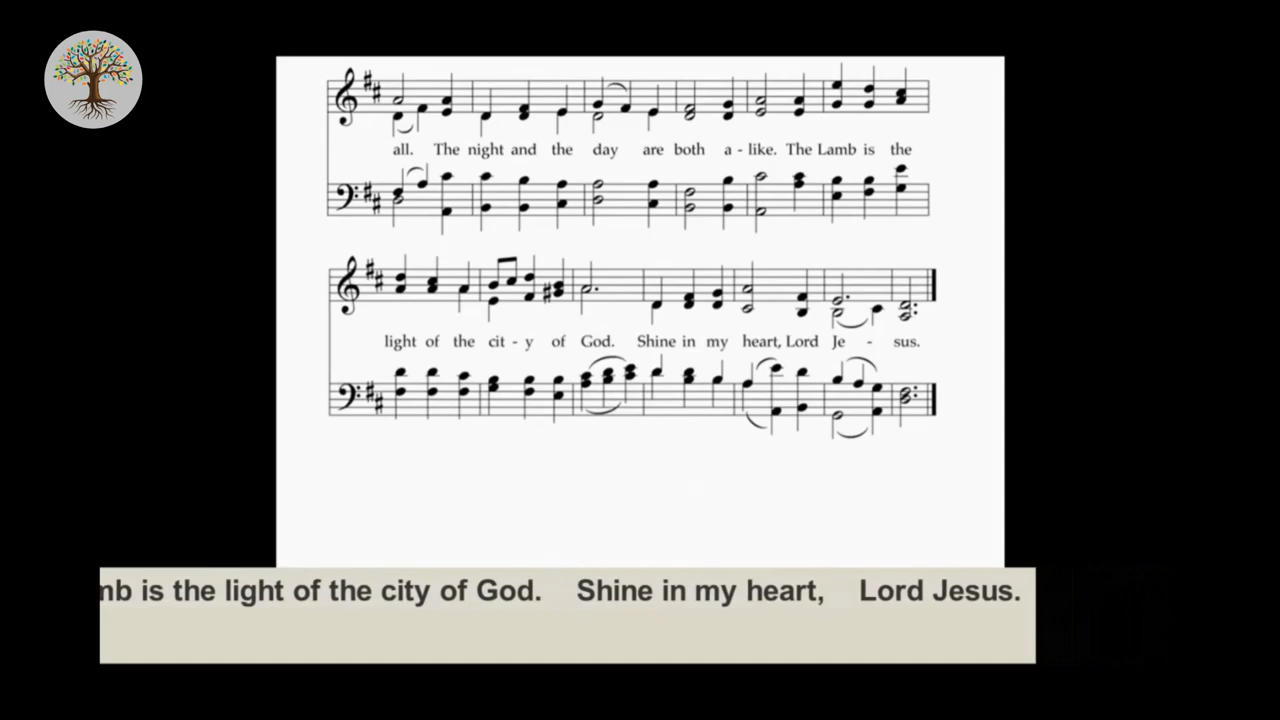 all. The night and the day are both a - like. The Lamb is the
light of the cit - y of God. Shine in my heart, Lord Je - sus.
mb is the light of the city of God. Shine in my heart, Lord Jesus.